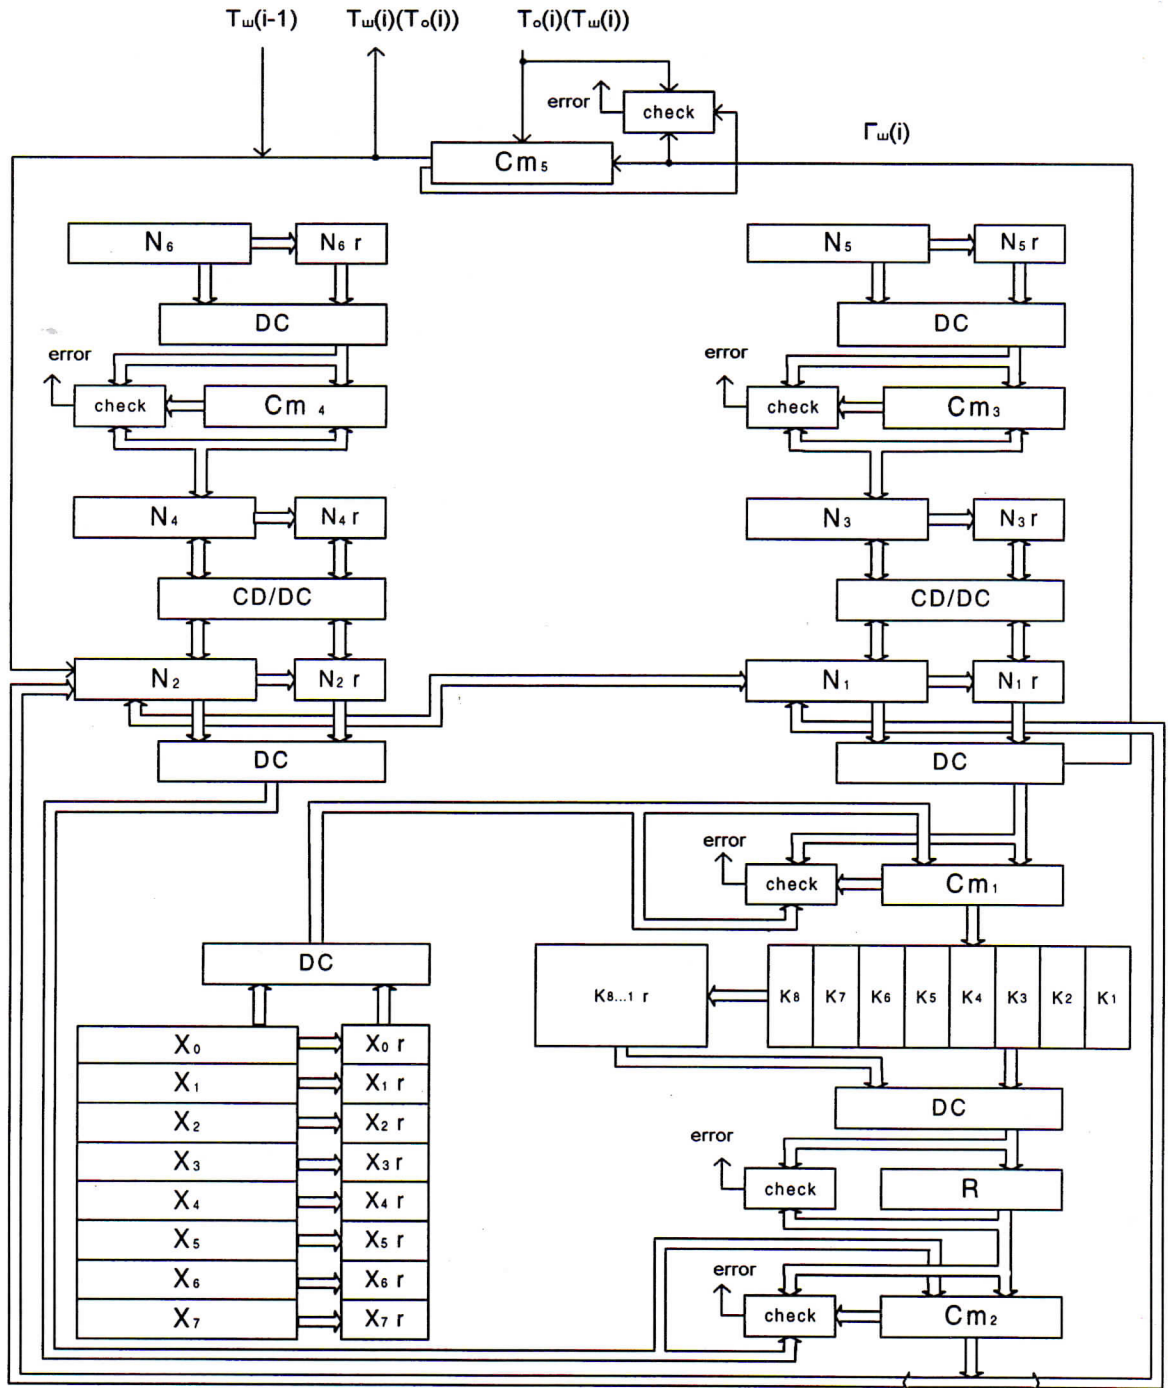 Tш(i-1) Tш(i)(To(i)) To(i)(Tш(i))
error check Гш(i)
Cm5
N6 N6 r N5 N5 r
DC DC
error error
check Cm 4 check Cm3
N4 N4 r N3 N3 r
CD/DC CD/DC
N2 N2 r N1 N1 r
DC DC
error
check Cm1
DC
K8...1 r K8 K7 K6 K5 K4 K3 K2 K1
X0 X0 r
X1 X1 r
DC
X2 X2 r
error
X3 X3 r
check R
X4 X4 r
X5 X5 r
error
X6 X6 r
check Cm2
X7 X7 r